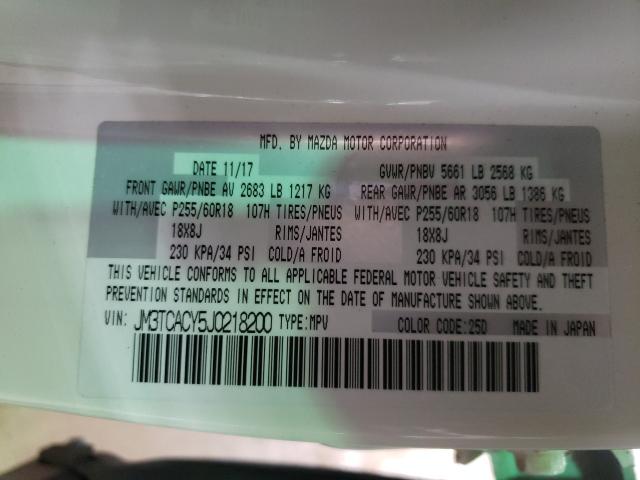 MFD. BY MAZDA MOTOR CORPORATION
DATE 11/17 GVWR/PNBV 5661 LB 2568 KG
FRONT GAWR/PNBE AV 2683 LB 1217 KG REAR GAWR/PNBE AR 3056 LB 1386 KG
WITH/AVEC P255/60R18 107H TIRES/PNEUS WITH/AVEC P255/60R18 107H TIRES/PNEUS
18X8J RIMS/JANTES 18X8J RIMS/JANTES
230 KPA/34 PSI COLD/A FROID 230 KPA/34 PSI COLD/A FROID
THIS VEHICLE CONFORMS TO ALL APPLICABLE FEDERAL MOTOR VEHICLE SAFETY AND THEFT
PREVENTION STANDARDS IN EFFECT ON THE DATE OF MANUFACTURE SHOWN ABOVE.
VIN: JM3TCACY5J0218200 TYPE:MPV COLOR CODE:25D MADE IN JAPAN